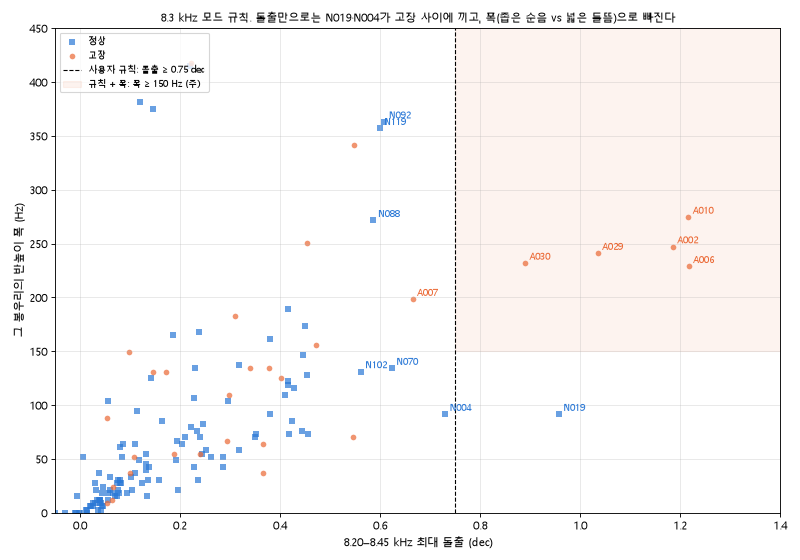 8.3 kHz 모드 규칙. 돌출만으로는 N019·N004가 고장 사이에 끼고, 폭(좁은 순음 vs 넓은 들뜸)으로 빠진다
정상
고장
사용자 규칙: 돌출 ≥ 0.75 dec
규칙 + 폭: 폭 ≥ 150 Hz (주)
N092
N119
N088
A010
A002
A029
A030
A006
A007
N102
N070
N004
N019
450
400
350
300
250
200
150
100
50
0
그 봉우리의 반높이 폭 (Hz)
0.0 0.2 0.4 0.6 0.8 1.0 1.2 1.4
8.20–8.45 kHz 최대 돌출 (dec)